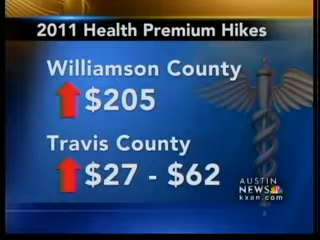 2011 Health Premium Hikes
Williamson County
$205
Travis County
$27 - $62
AUSTIN
NEWS
kxan.com